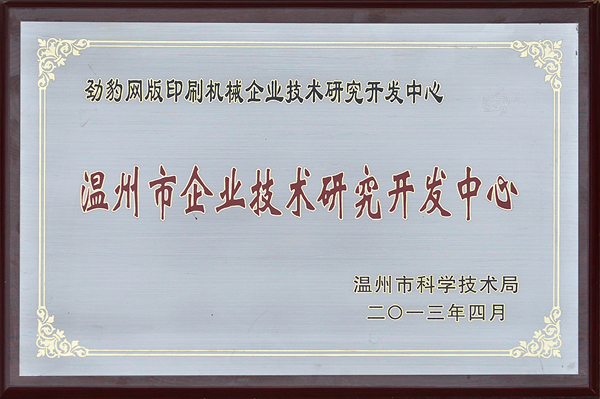 劲豹网版印刷机械企业技术研究开发中心
温州市企业技术研究开发中心
温州市科学技术局
二〇一三年四月